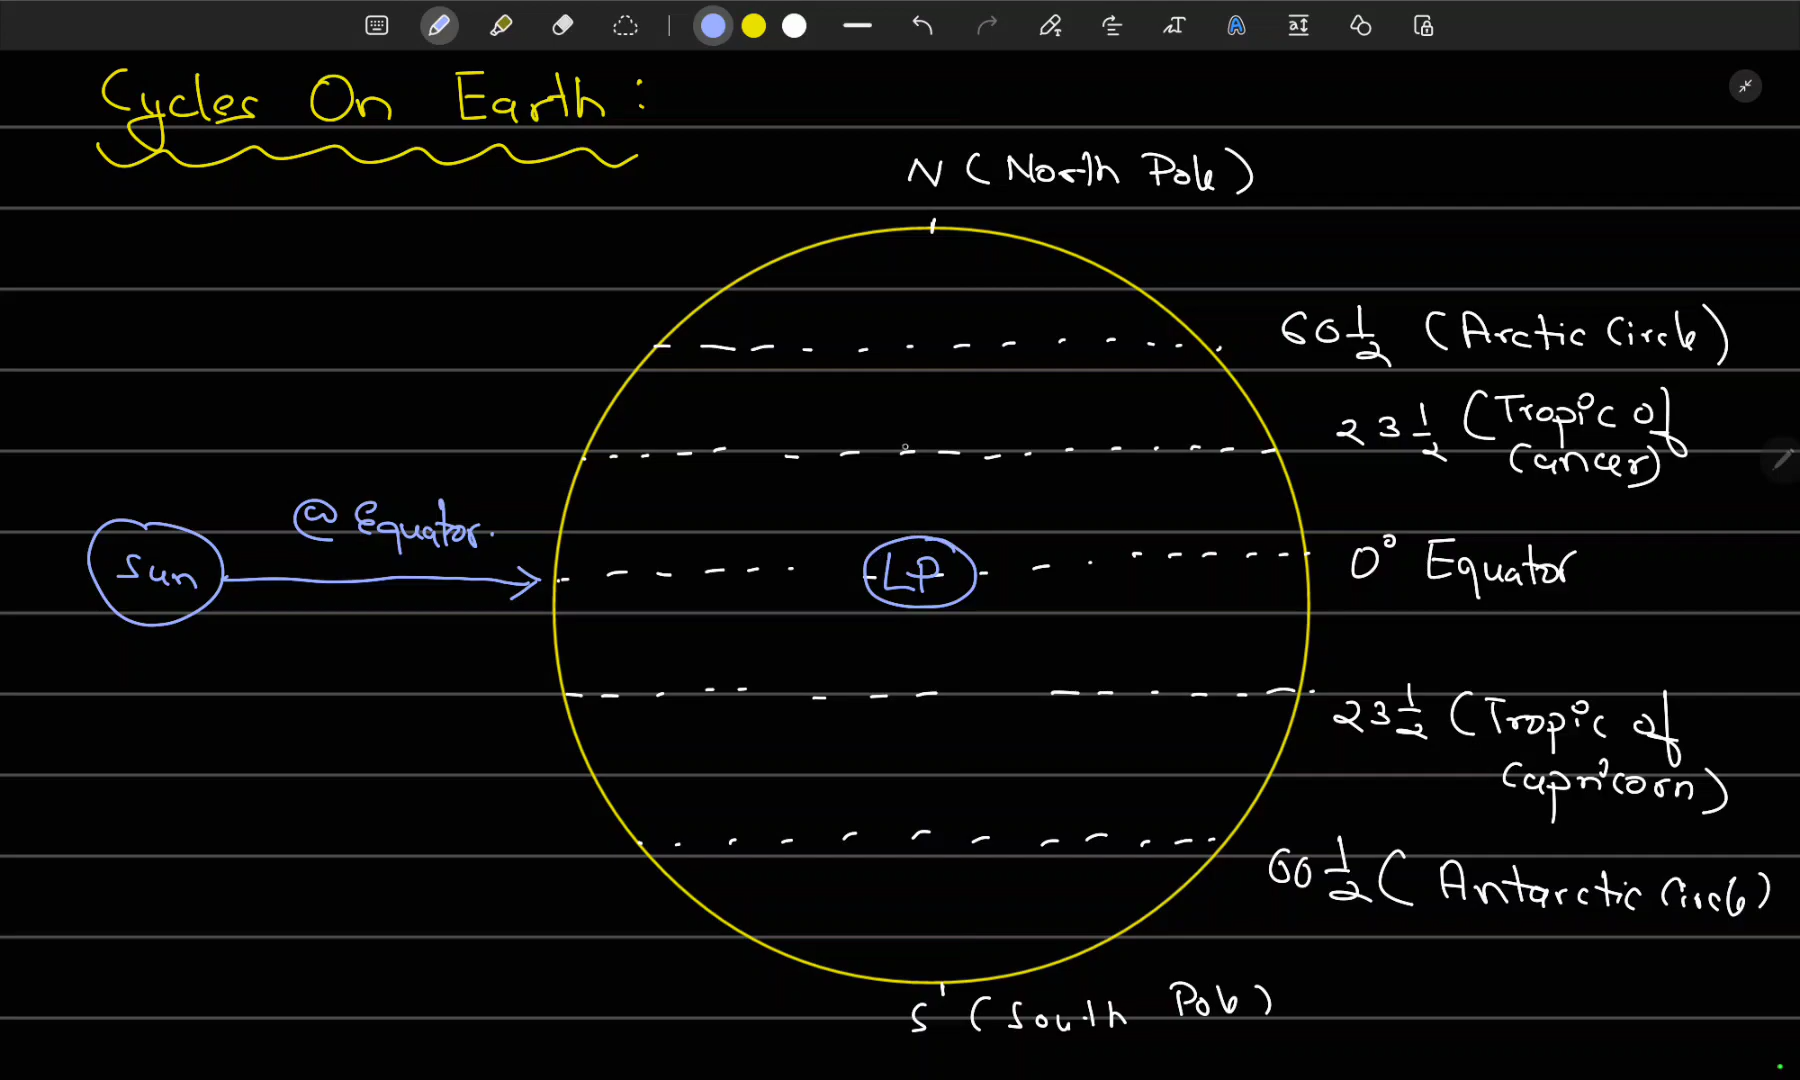 Cycles On Earth :
N (North Pole)
60 1/2 (Arctic Circle)
23 1/2 (Tropic of
Cancer)
@ Equator.
Sun
LP
0° Equator
23 1/2 (Tropic of
Capricorn)
60 1/2 (Antarctic Circle)
S (South Pole)